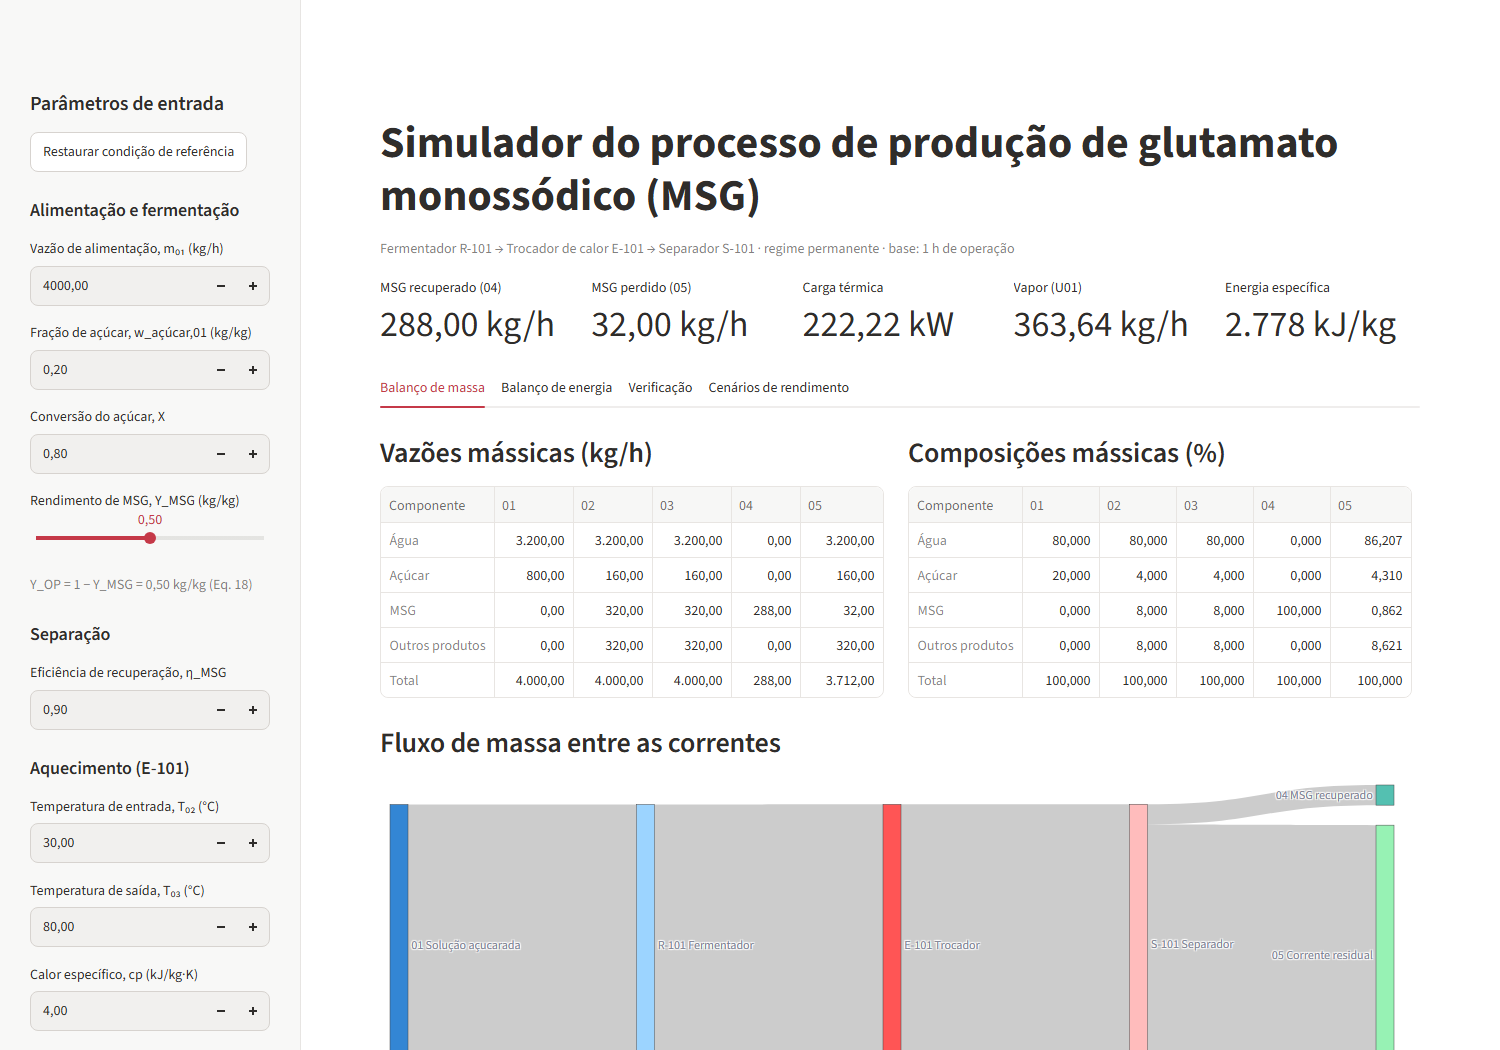 Parâmetros de entrada
Restaurar condição de referência
Alimentação e fermentação
Vazão de alimentação, m₀₁ (kg/h)
4000,00 − +
Fração de açúcar, w_açúcar,01 (kg/kg)
0,20 − +
Conversão do açúcar, X
0,80 − +
Rendimento de MSG, Y_MSG (kg/kg)
0,50
Y_OP = 1 − Y_MSG = 0,50 kg/kg (Eq. 18)
Separação
Eficiência de recuperação, η_MSG
0,90 − +
Aquecimento (E-101)
Temperatura de entrada, T₀₂ (°C)
30,00 − +
Temperatura de saída, T₀₃ (°C)
80,00 − +
Calor específico, cp (kJ/kg·K)
4,00 − +
Simulador do processo de produção de glutamato
monossódico (MSG)
Fermentador R-101 → Trocador de calor E-101 → Separador S-101 · regime permanente · base: 1 h de operação
MSG recuperado (04) MSG perdido (05) Carga térmica Vapor (U01) Energia específica
288,00 kg/h 32,00 kg/h 222,22 kW 363,64 kg/h 2.778 kJ/kg
Balanço de massa Balanço de energia Verificação Cenários de rendimento
Vazões mássicas (kg/h)
Componente 01 02 03 04 05
Água 3.200,00 3.200,00 3.200,00 0,00 3.200,00
Açúcar 800,00 160,00 160,00 0,00 160,00
MSG 0,00 320,00 320,00 288,00 32,00
Outros produtos 0,00 320,00 320,00 0,00 320,00
Total 4.000,00 4.000,00 4.000,00 288,00 3.712,00
Composições mássicas (%)
Componente 01 02 03 04 05
Água 80,000 80,000 80,000 0,000 86,207
Açúcar 20,000 4,000 4,000 0,000 4,310
MSG 0,000 8,000 8,000 100,000 0,862
Outros produtos 0,000 8,000 8,000 0,000 8,621
Total 100,000 100,000 100,000 100,000 100,000
Fluxo de massa entre as correntes
04 MSG recuperado
01 Solução açucarada R-101 Fermentador E-101 Trocador S-101 Separador
05 Corrente residual